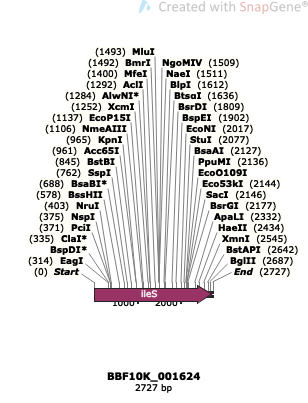 Created with SnapGene®
(1493) MluI
(1492) BmrI
NgoMIV (1509)
(1400) MfeI
NaeI (1511)
(1292) AclI
BlpI (1612)
(1284) AlwNI*
BtsαI (1636)
(1252) XcmI
BsrDI (1809)
(1137) EcoP15I
BspEI (1902)
(1106) NmeAIII
EcoNI (2017)
(965) KpnI
StuI (2077)
(961) Acc65I
BsaAI (2127)
(845) BstBI
PpuMI (2136)
(762) SspI
EcoO109I
(688) BsaBI*
Eco53kI (2144)
(578) BssHII
SacI (2146)
(403) NruI
BsrGI (2177)
(375) NspI
ApaLI (2332)
(371) PciI
HaeII (2434)
(335) ClaI*
XmnI (2545)
BspDI*
BstAPI (2642)
(314) EagI
BglII (2687)
(0) Start
End (2727)
ileS
1000
2000
BBF10K_001624
2727 bp